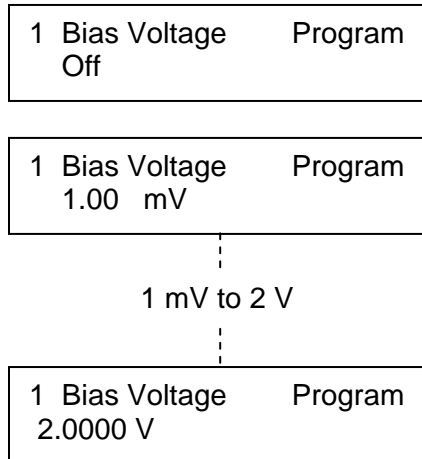 1 Bias Voltage Program
Off
1 Bias Voltage Program
1.00 mV
1 mV to 2 V
1 Bias Voltage Program
2.0000 V